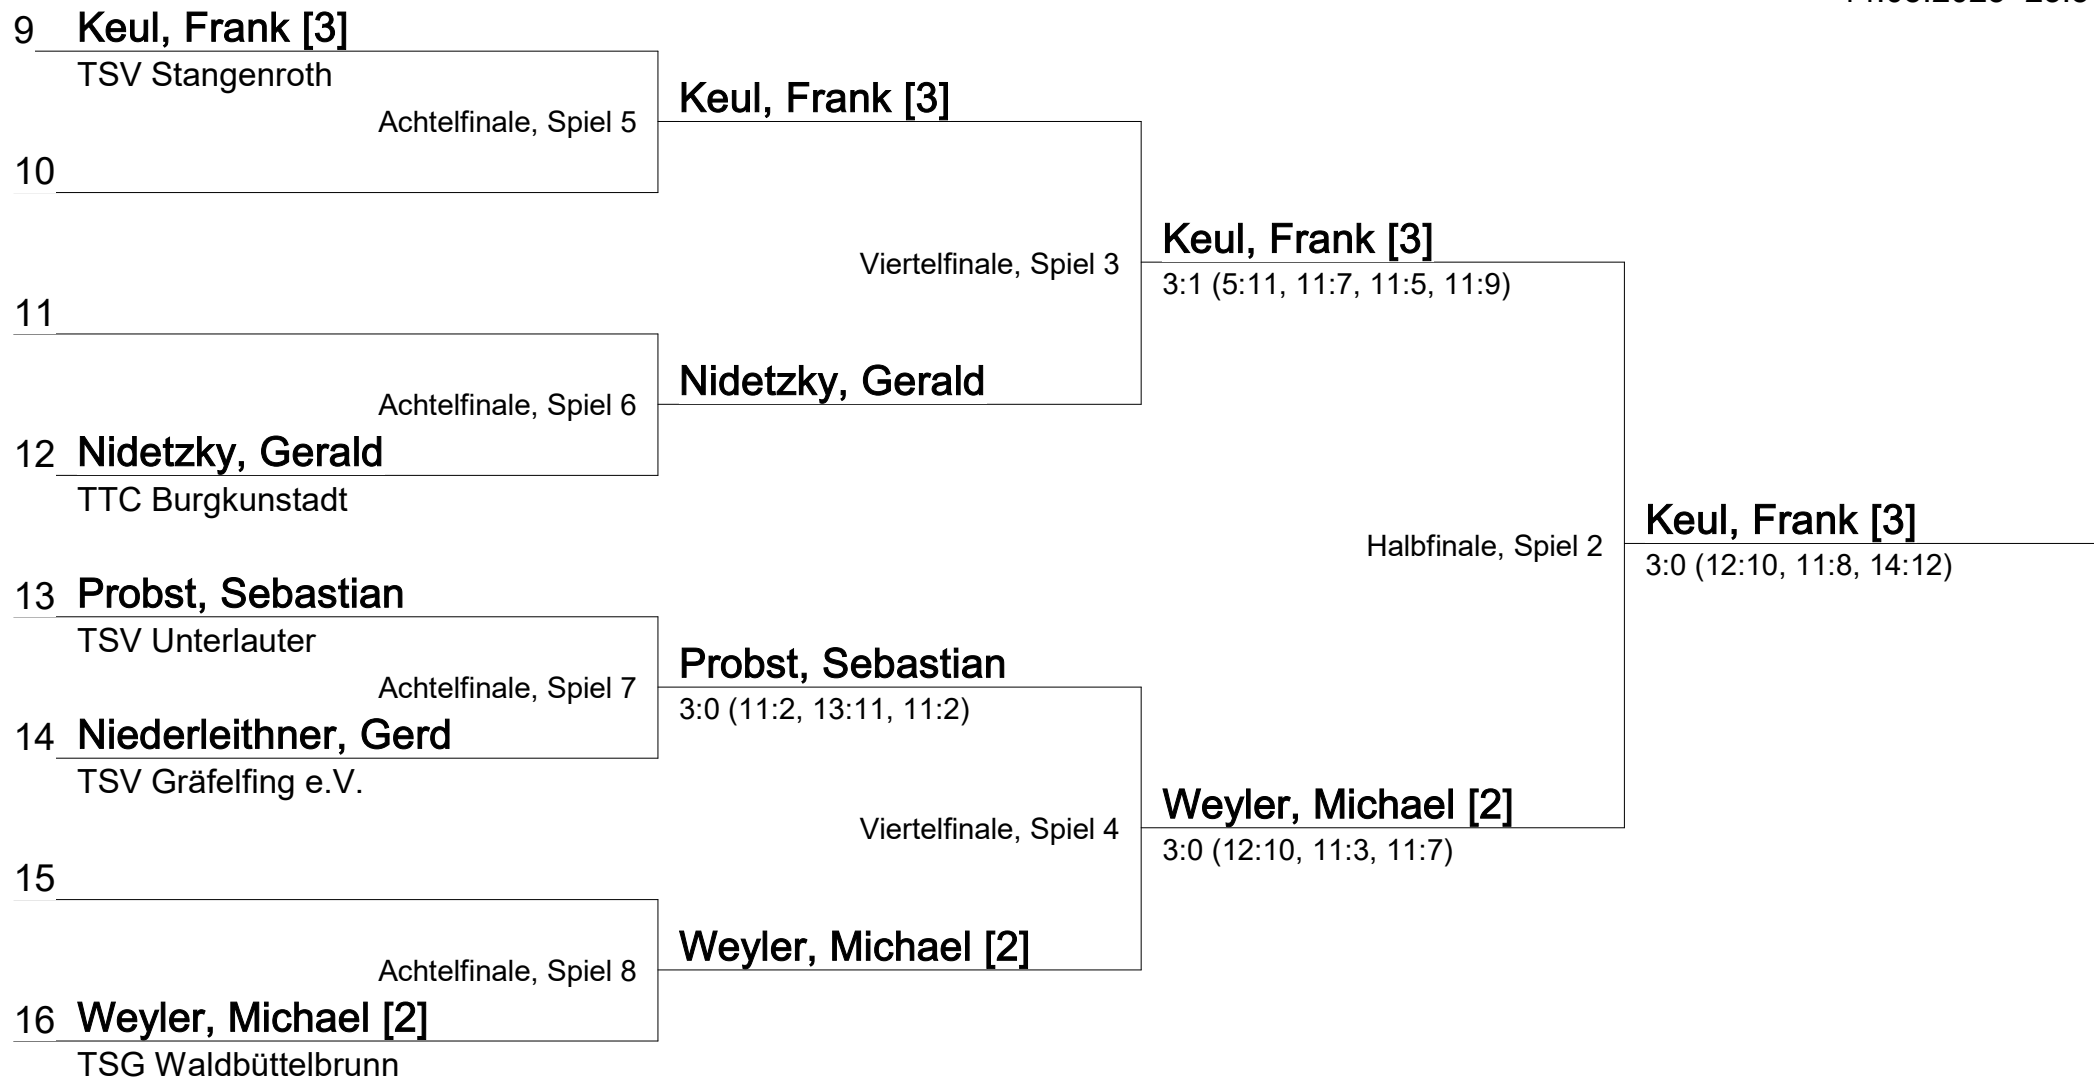 9 Keul, Frank [3]
TSV Stangenroth
Achtelfinale, Spiel 5
Keul, Frank [3]
10
Viertelfinale, Spiel 3
Keul, Frank [3]
3:1 (5:11, 11:7, 11:5, 11:9)
11
Achtelfinale, Spiel 6
Nidetzky, Gerald
12 Nidetzky, Gerald
TTC Burgkunstadt
Halbfinale, Spiel 2
Keul, Frank [3]
3:0 (12:10, 11:8, 14:12)
13 Probst, Sebastian
TSV Unterlauter
Achtelfinale, Spiel 7
Probst, Sebastian
3:0 (11:2, 13:11, 11:2)
14 Niederleithner, Gerd
TSV Gräfelfing e.V.
Viertelfinale, Spiel 4
Weyler, Michael [2]
3:0 (12:10, 11:3, 11:7)
15
Achtelfinale, Spiel 8
Weyler, Michael [2]
16 Weyler, Michael [2]
TSG Waldbüttelbrunn